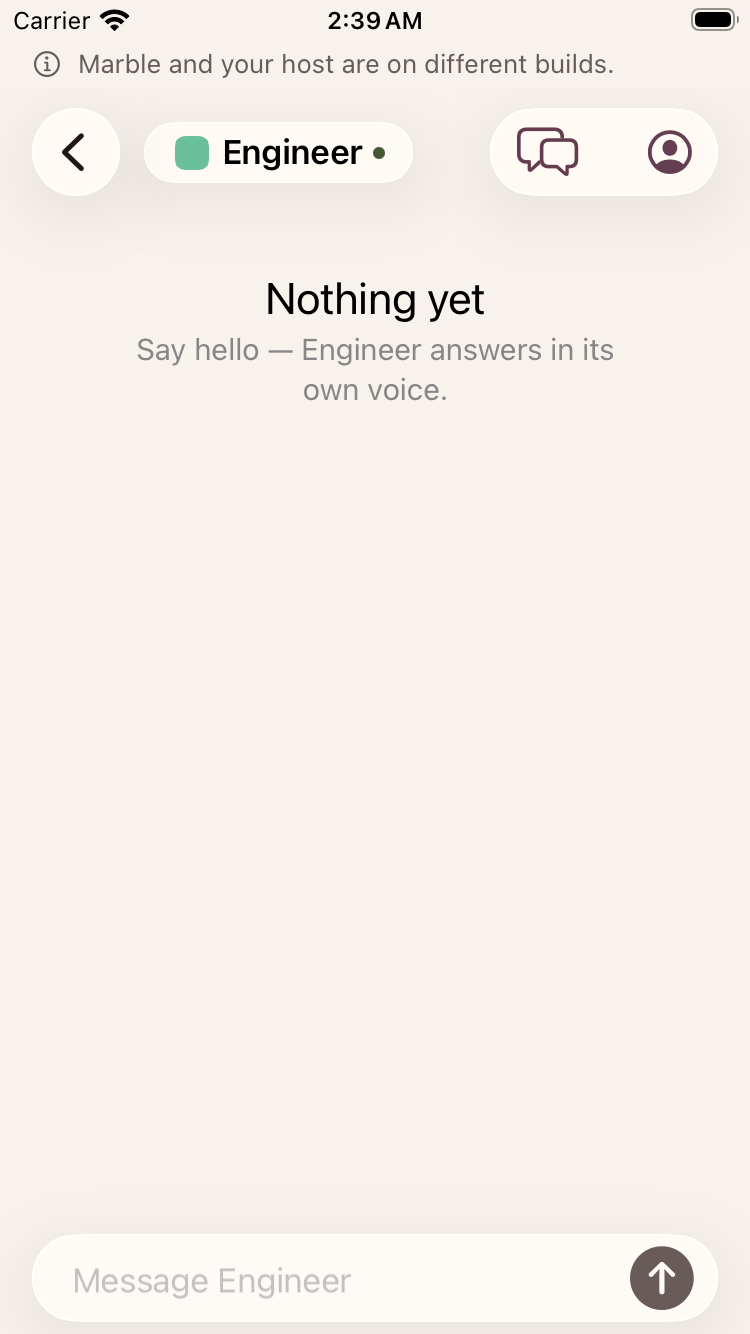 Carrier 2:39 AM
Marble and your host are on different builds.
Engineer
Nothing yet
Say hello — Engineer answers in its
own voice.
Message Engineer